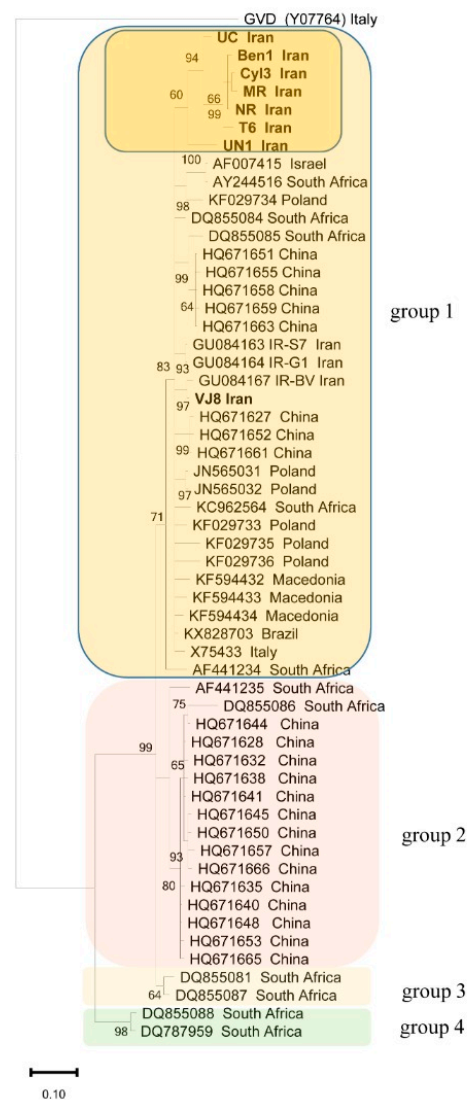 GVD (Y07764) Italy
UC Iran
94
Ben1 Iran
Cyl3 Iran
60
MR Iran
66
NR Iran
99
T6 Iran
UN1 Iran
100
AF007415 Israel
AY244516 South Africa
KF029734 Poland
98
DQ855084 South Africa
DQ855085 South Africa
HQ671651 China
HQ671655 China
99
HQ671658 China
64
HQ671659 China
group 1
HQ671663 China
GU084163 IR-S7 Iran
83
93
GU084164 IR-G1 Iran
GU084167 IR-BV Iran
VJ8 Iran
97
HQ671627 China
HQ671652 China
99
HQ671661 China
JN565031 Poland
97
JN565032 Poland
KC962564 South Africa
71
KF029733 Poland
KF029735 Poland
KF029736 Poland
KF594432 Macedonia
KF594433 Macedonia
KF594434 Macedonia
KX828703 Brazil
X75433 Italy
AF441234 South Africa
AF441235 South Africa
75
DQ855086 South Africa
HQ671644 China
HQ671628 China
99
HQ671632 China
65
HQ671638 China
HQ671641 China
HQ671645 China
HQ671650 China
group 2
HQ671657 China
93
HQ671666 China
80
HQ671635 China
HQ671640 China
HQ671648 China
HQ671653 China
HQ671665 China
DQ855081 South Africa
64
DQ855087 South Africa
group 3
DQ855088 South Africa
98
DQ787959 South Africa
group 4
0.10